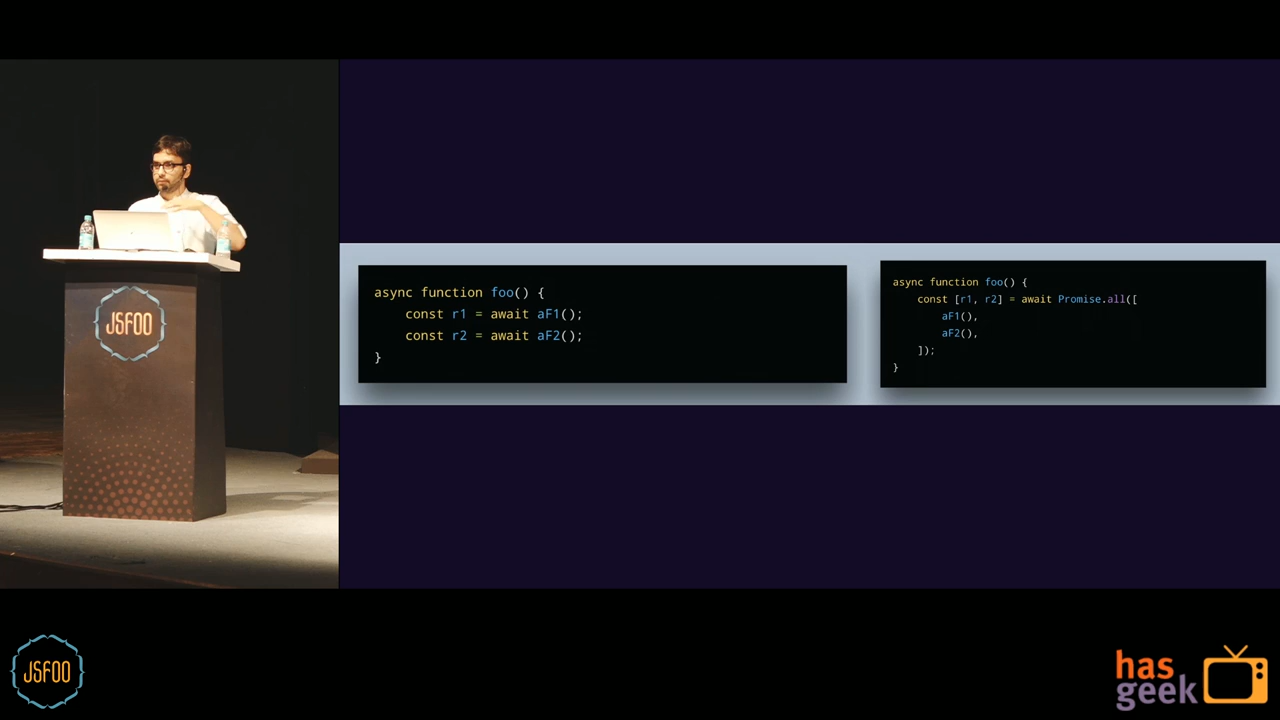 JSFOO
async function foo() {
const r1 = await aF1();
const r2 = await aF2();
}
async function foo() {
const [r1, r2] = await Promise.all([
aF1(),
aF2(),
]);
}
JSFOO
has
geek